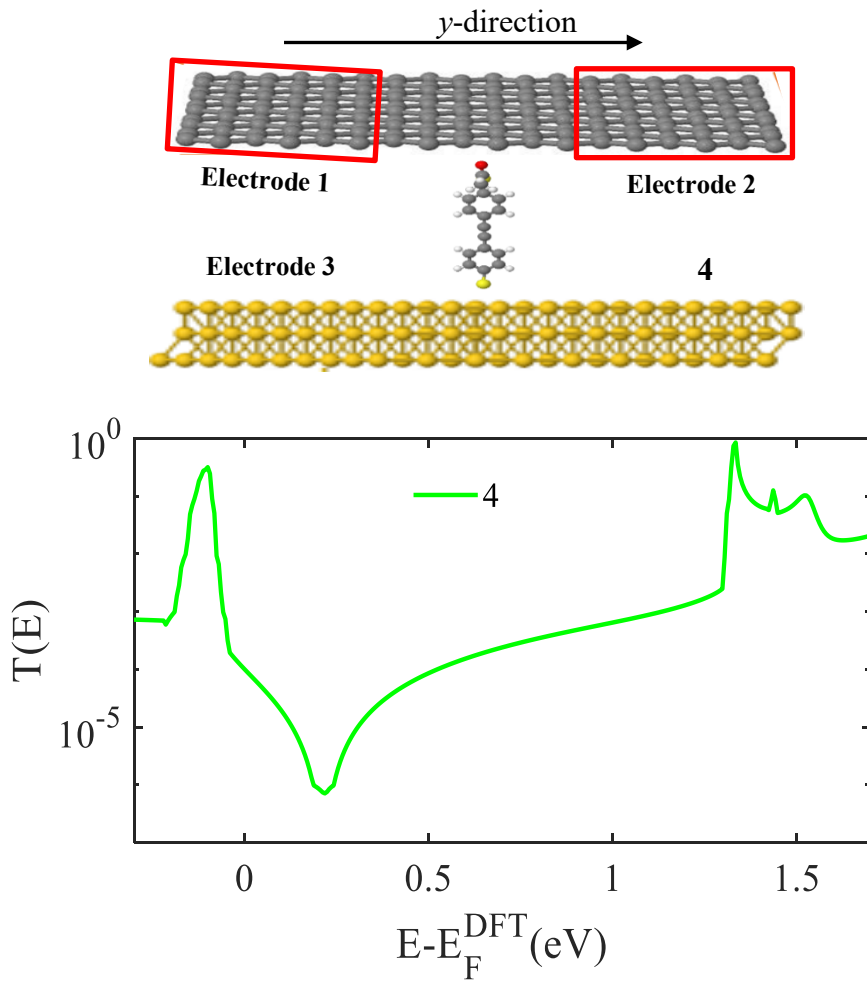 y-direction
Electrode 1
Electrode 2
Electrode 3
4
10^0
4
10^-5
T(E)
0 0.5 1 1.5
E-E_F^DFT(eV)